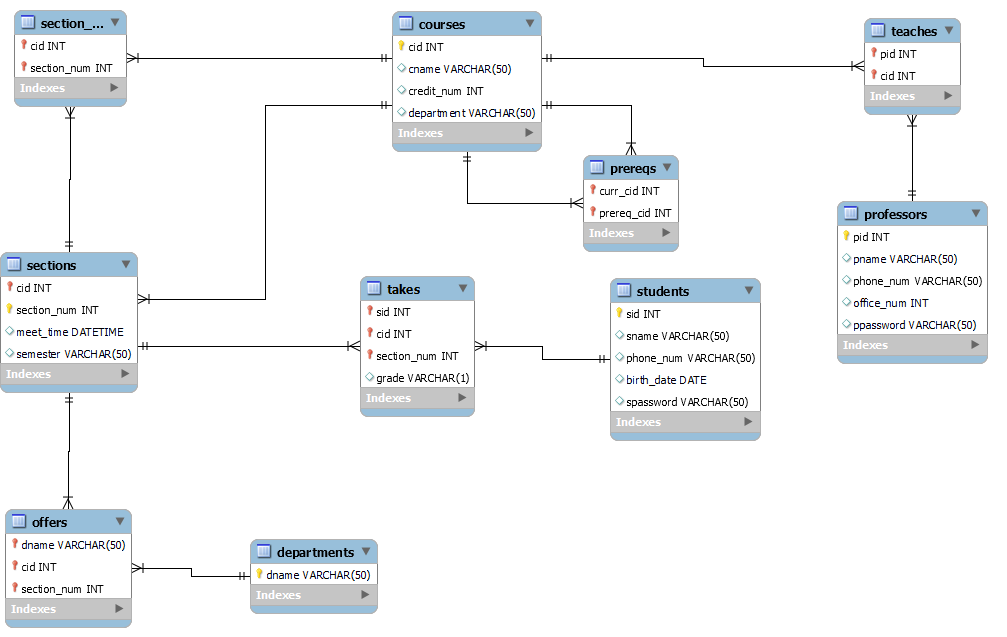 section_...
cid INT
section_num INT
Indexes
courses
cid INT
cname VARCHAR(50)
credit_num INT
department VARCHAR(50)
Indexes
teaches
pid INT
cid INT
Indexes
prereqs
curr_cid INT
prereq_cid INT
Indexes
professors
pid INT
pname VARCHAR(50)
phone_num VARCHAR(50)
office_num INT
ppassword VARCHAR(50)
Indexes
sections
cid INT
section_num INT
meet_time DATETIME
semester VARCHAR(50)
Indexes
takes
sid INT
cid INT
section_num INT
grade VARCHAR(1)
Indexes
students
sid INT
sname VARCHAR(50)
phone_num VARCHAR(50)
birth_date DATE
spassword VARCHAR(50)
Indexes
offers
dname VARCHAR(50)
cid INT
section_num INT
Indexes
departments
dname VARCHAR(50)
Indexes